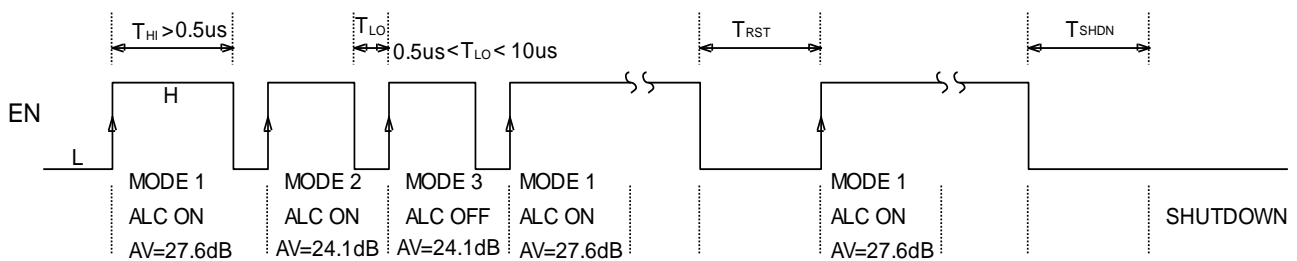 THI>0.5us
TLO
0.5us<TLO<10us
TRST
TSHDN
EN
H
L
MODE 1
ALC ON
AV=27.6dB
MODE 2
ALC ON
AV=24.1dB
MODE 3
ALC OFF
AV=24.1dB
MODE 1
ALC ON
AV=27.6dB
MODE 1
ALC ON
AV=27.6dB
SHUTDOWN